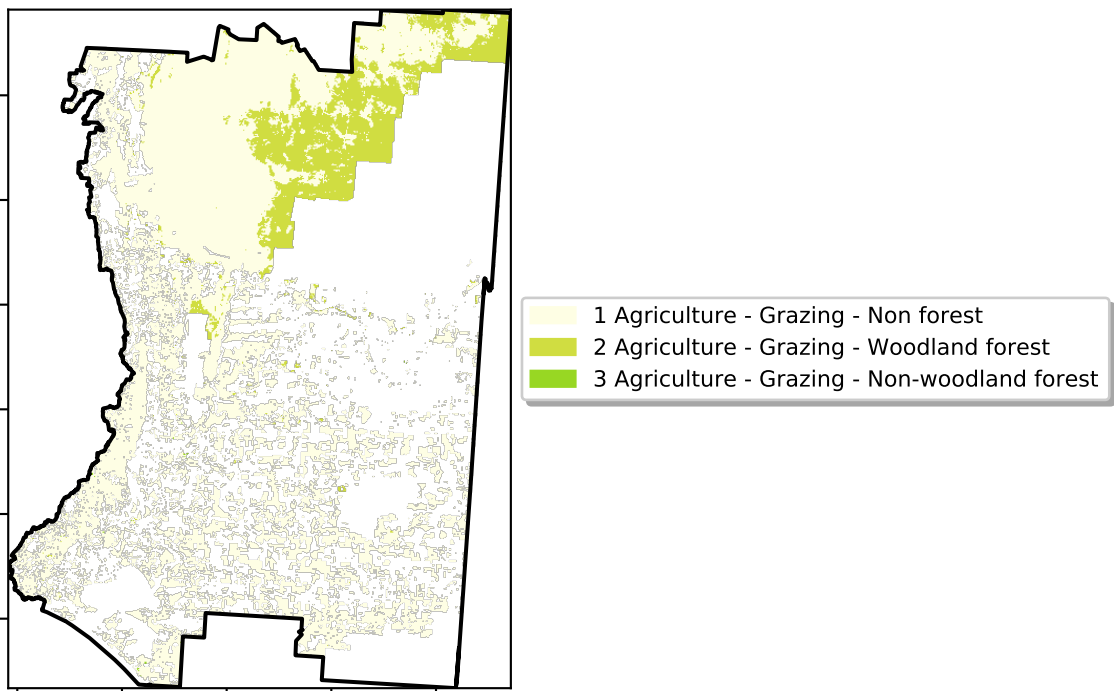 1 Agriculture - Grazing - Non forest
2 Agriculture - Grazing - Woodland forest
3 Agriculture - Grazing - Non-woodland forest